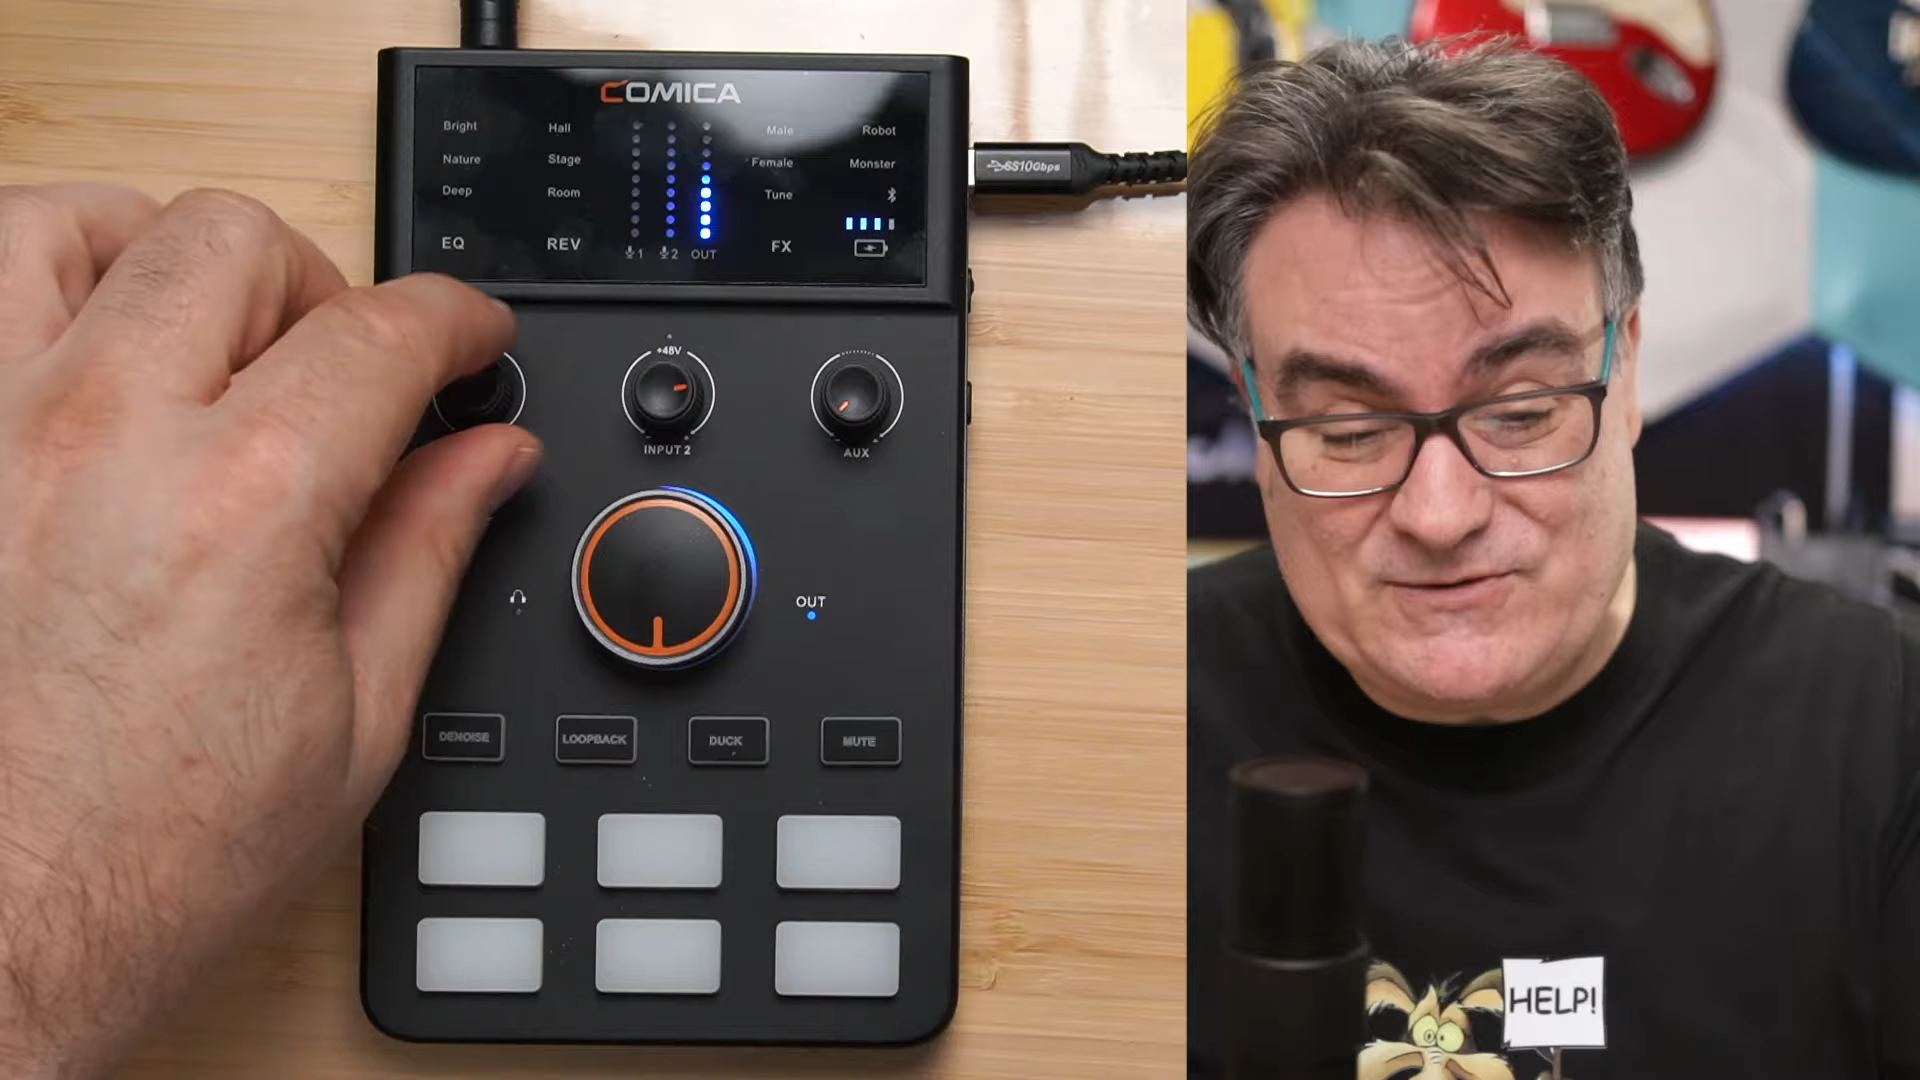 COMICA
Bright
Hall
Male
Robot
Nature
Stage
Female
Monster
Deep
Room
Tune
EQ
REV
1
2
OUT
FX
SS10Gbps
+48V
INPUT 2
AUX
OUT
DENOISE
LOOPBACK
DUCK
MUTE
HELP!